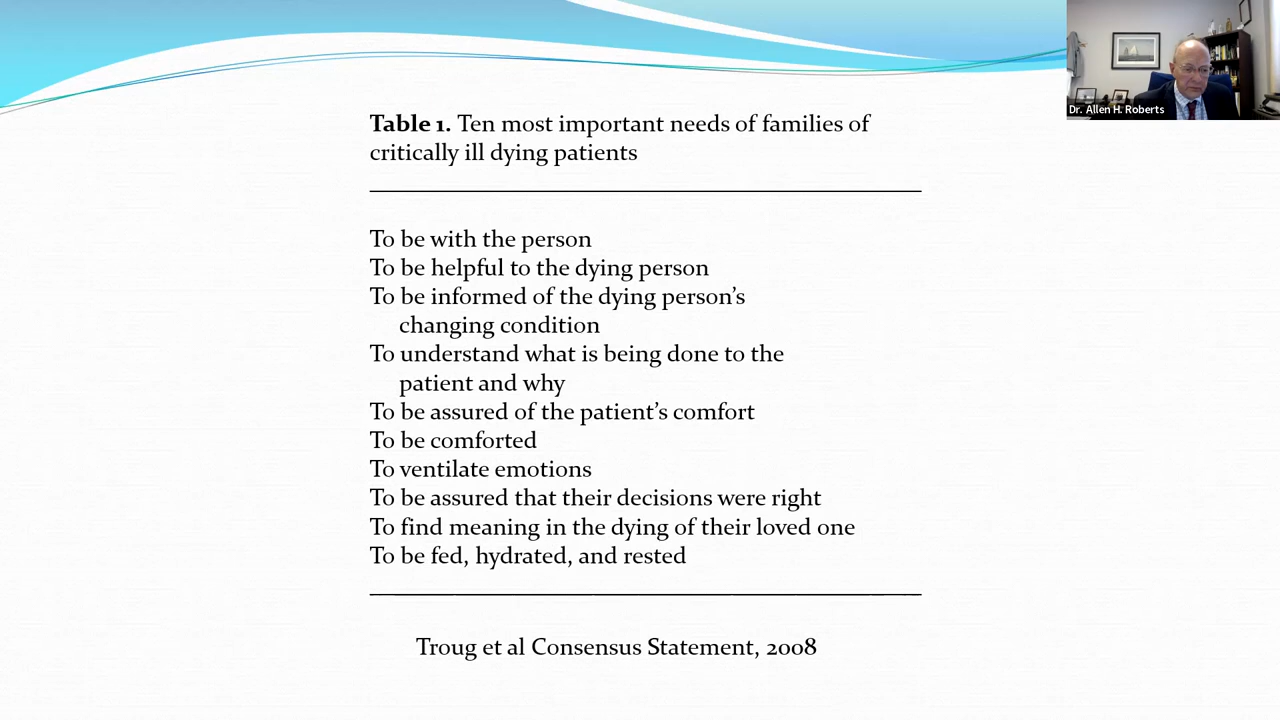 Dr. Allen H. Roberts
Table 1. Ten most important needs of families of
critically ill dying patients
To be with the person
To be helpful to the dying person
To be informed of the dying person’s
changing condition
To understand what is being done to the
patient and why
To be assured of the patient’s comfort
To be comforted
To ventilate emotions
To be assured that their decisions were right
To find meaning in the dying of their loved one
To be fed, hydrated, and rested
Troug et al Consensus Statement, 2008